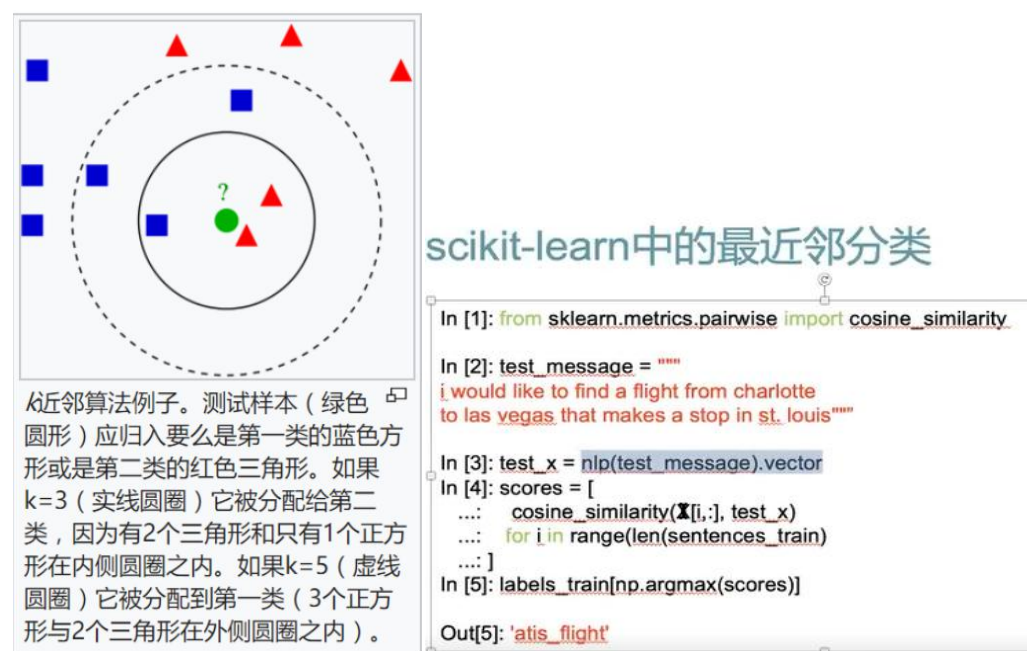 ?
k近邻算法例子。测试样本（绿色
圆形）应归入要么是第一类的蓝色方
形或是第二类的红色三角形。如果
k=3（实线圆圈）它被分配给第二
类，因为有2个三角形和只有1个正方
形在内侧圆圈之内。如果k=5（虚线
圆圈）它被分配到第一类（3个正方
形与2个三角形在外侧圆圈之内）。
scikit-learn中的最近邻分类
In [1]: from sklearn.metrics.pairwise import cosine_similarity
In [2]: test_message = """
i would like to find a flight from charlotte
to las vegas that makes a stop in st. louis"""
In [3]: test_x = nlp(test_message).vector
In [4]: scores = [
...: cosine_similarity(X[i,:], test_x)
...: for i in range(len(sentences_train)
...: ]
In [5]: labels_train[np.argmax(scores)]
Out[5]: 'atis_flight'